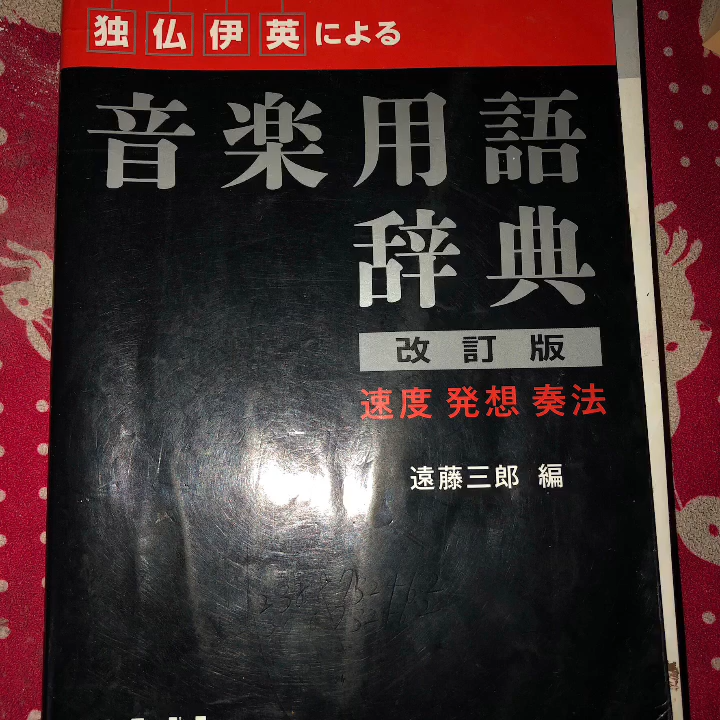 独仏伊英による
音楽用語
辞典
改訂版
速度 発想 奏法
遠藤三郎 編